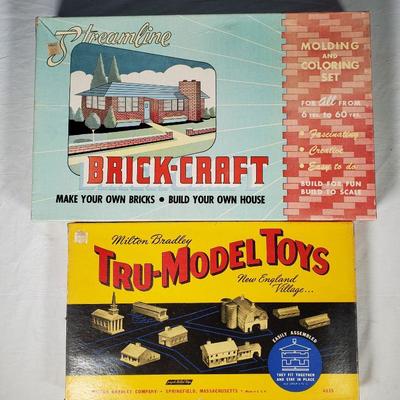 Streamline
BRICK-CRAFT
MAKE YOUR OWN BRICKS • BUILD YOUR OWN HOUSE
MOLDING
AND
COLORING
SET
FOR all FROM
6 YRS. TO 60 YRS.
• Fascinating
• Creative
• Easy to do
BUILD FOR FUN
BUILD TO SCALE
Milton Bradley
TRU-MODEL TOYS
New England
Village...
EASILY ASSEMBLED
THEY FIT TOGETHER
AND STAY IN PLACE
MILTON BRADLEY COMPANY • SPRINGFIELD, MASSACHUSETTS
4525